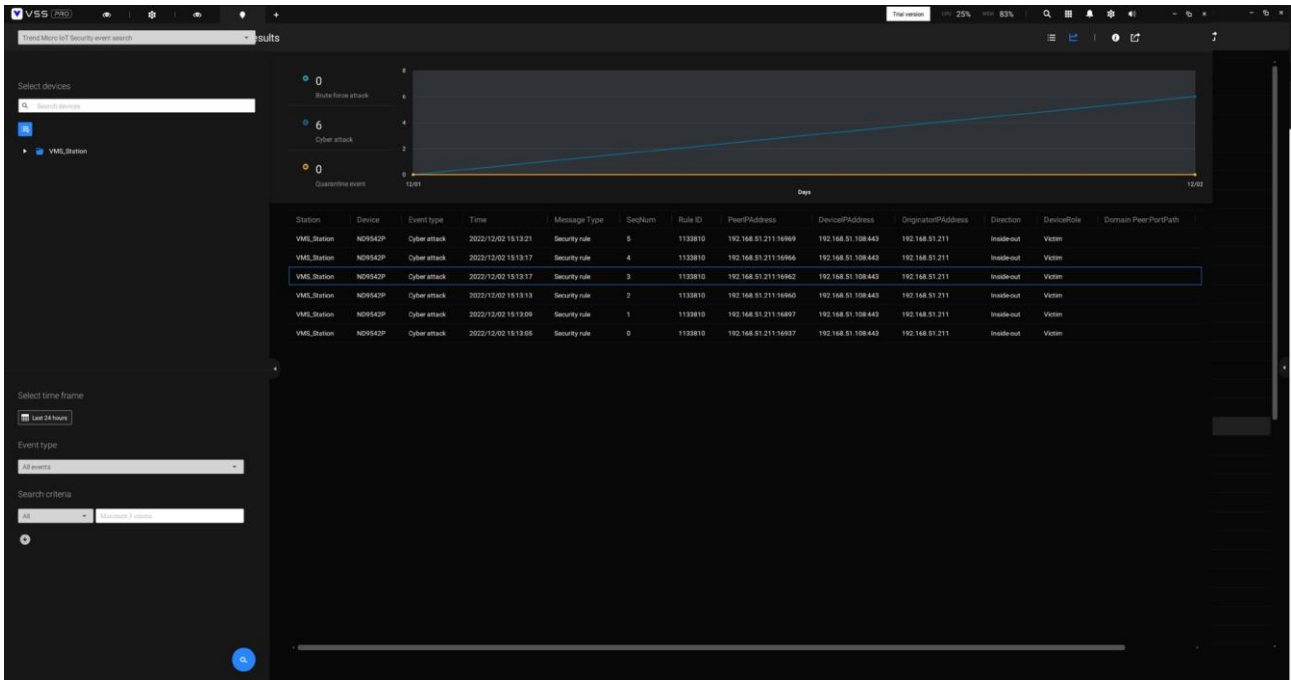 VSS PRO
Trial version CPU 25% MEM 83%
Trend Micro IoT Security event search
esults
Select devices
Search devices
VMS_Station
0
Brute force attack
6
Cyber attack
0
Quarantine event
8
6
4
2
0
12/01
12/02
Days
Station Device Event type Time Message Type SeqNum Rule ID PeerIPAddress DeviceIPAddress OriginatorIPAddress Direction DeviceRole Domain Peer:PortPath
VMS_Station ND9542P Cyber attack 2022/12/02 15:13:21 Security rule 5 1133810 192.168.51.211:16969 192.168.51.108:443 192.168.51.211 Inside-out Victim
VMS_Station ND9542P Cyber attack 2022/12/02 15:13:17 Security rule 4 1133810 192.168.51.211:16966 192.168.51.108:443 192.168.51.211 Inside-out Victim
VMS_Station ND9542P Cyber attack 2022/12/02 15:13:17 Security rule 3 1133810 192.168.51.211:16962 192.168.51.108:443 192.168.51.211 Inside-out Victim
VMS_Station ND9542P Cyber attack 2022/12/02 15:13:13 Security rule 2 1133810 192.168.51.211:16960 192.168.51.108:443 192.168.51.211 Inside-out Victim
VMS_Station ND9542P Cyber attack 2022/12/02 15:13:09 Security rule 1 1133810 192.168.51.211:16897 192.168.51.108:443 192.168.51.211 Inside-out Victim
VMS_Station ND9542P Cyber attack 2022/12/02 15:13:05 Security rule 0 1133810 192.168.51.211:16937 192.168.51.108:443 192.168.51.211 Inside-out Victim
Select time frame
Last 24 hours
Event type
All events
Search criteria
All
Maximum 5